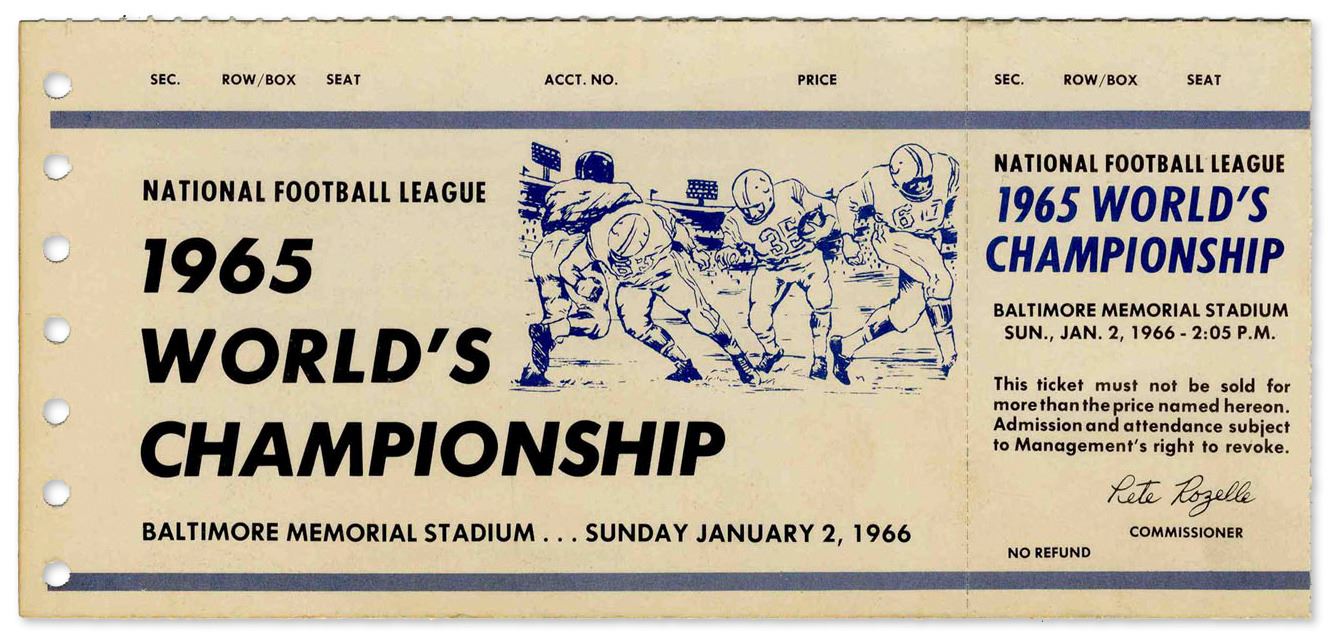 SEC. ROW/BOX SEAT ACCT. NO. PRICE
NATIONAL FOOTBALL LEAGUE
1965
WORLD'S
CHAMPIONSHIP
BALTIMORE MEMORIAL STADIUM . . . SUNDAY JANUARY 2, 1966
35
60
SEC. ROW/BOX SEAT
NATIONAL FOOTBALL LEAGUE
1965 WORLD'S
CHAMPIONSHIP
BALTIMORE MEMORIAL STADIUM
SUN., JAN. 2, 1966 - 2:05 P.M.
This ticket must not be sold for
more than the price named hereon.
Admission and attendance subject
to Management's right to revoke.
Pete Rozelle
COMMISSIONER
NO REFUND